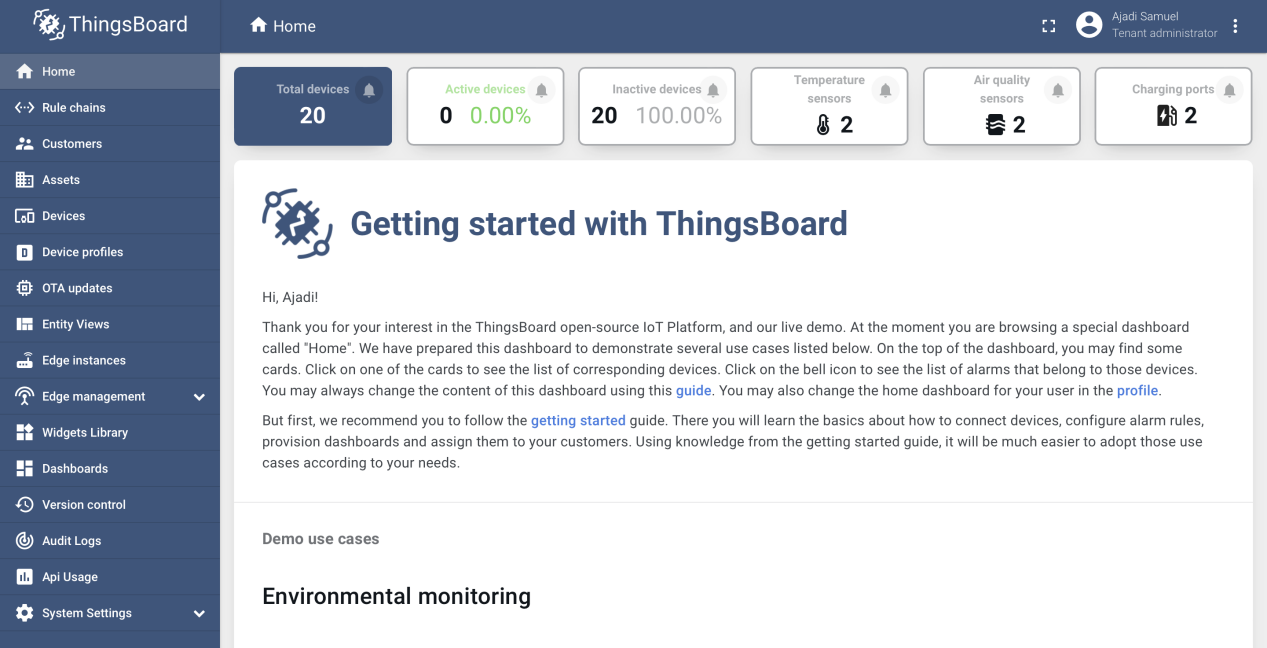 ThingsBoard
Home
Ajadi Samuel
Tenant administrator
Home
Rule chains
Customers
Assets
Devices
Device profiles
OTA updates
Entity Views
Edge instances
Edge management
Widgets Library
Dashboards
Version control
Audit Logs
Api Usage
System Settings
Total devices
20
Active devices
0 0.00%
Inactive devices
20 100.00%
Temperature
sensors
2
Air quality
sensors
2
Charging ports
2
Getting started with ThingsBoard
Hi, Ajadi!
Thank you for your interest in the ThingsBoard open-source IoT Platform, and our live demo. At the moment you are browsing a special dashboard
called "Home". We have prepared this dashboard to demonstrate several use cases listed below. On the top of the dashboard, you may find some
cards. Click on one of the cards to see the list of corresponding devices. Click on the bell icon to see the list of alarms that belong to those devices.
You may always change the content of this dashboard using this guide. You may also change the home dashboard for your user in the profile.
But first, we recommend you to follow the getting started guide. There you will learn the basics about how to connect devices, configure alarm rules,
provision dashboards and assign them to your customers. Using knowledge from the getting started guide, it will be much easier to adopt those use
cases according to your needs.
Demo use cases
Environmental monitoring